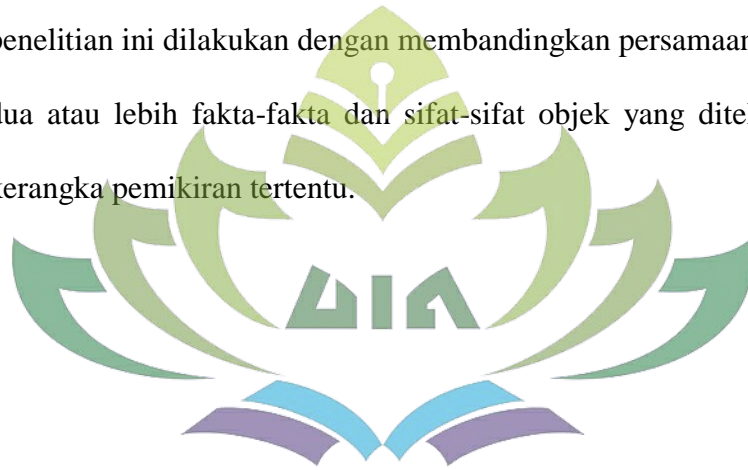 penelitian ini dilakukan dengan membandingkan persamaan
dua atau lebih fakta-fakta dan sifat-sifat objek yang
kerangka pemikiran tertentu.
UIN